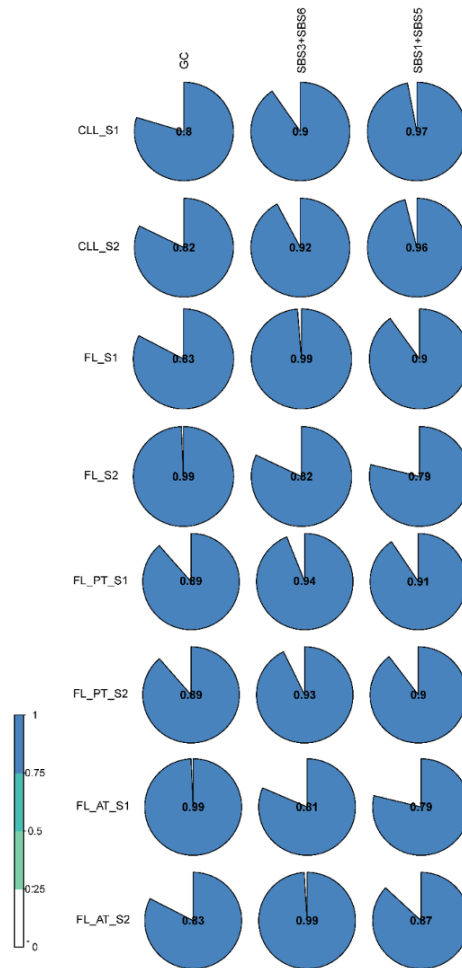 GC SBS3+SBS6 SBS1+SBS5
CLL_S1 0.8 0.9 0.97
CLL_S2 0.82 0.92 0.96
FL_S1 0.83 0.99 0.9
FL_S2 0.99 0.82 0.79
FL_PT_S1 0.89 0.94 0.91
FL_PT_S2 0.89 0.93 0.9
FL_AT_S1 0.99 0.81 0.79
FL_AT_S2 0.83 0.99 0.87
1
0.75
0.5
0.25
0